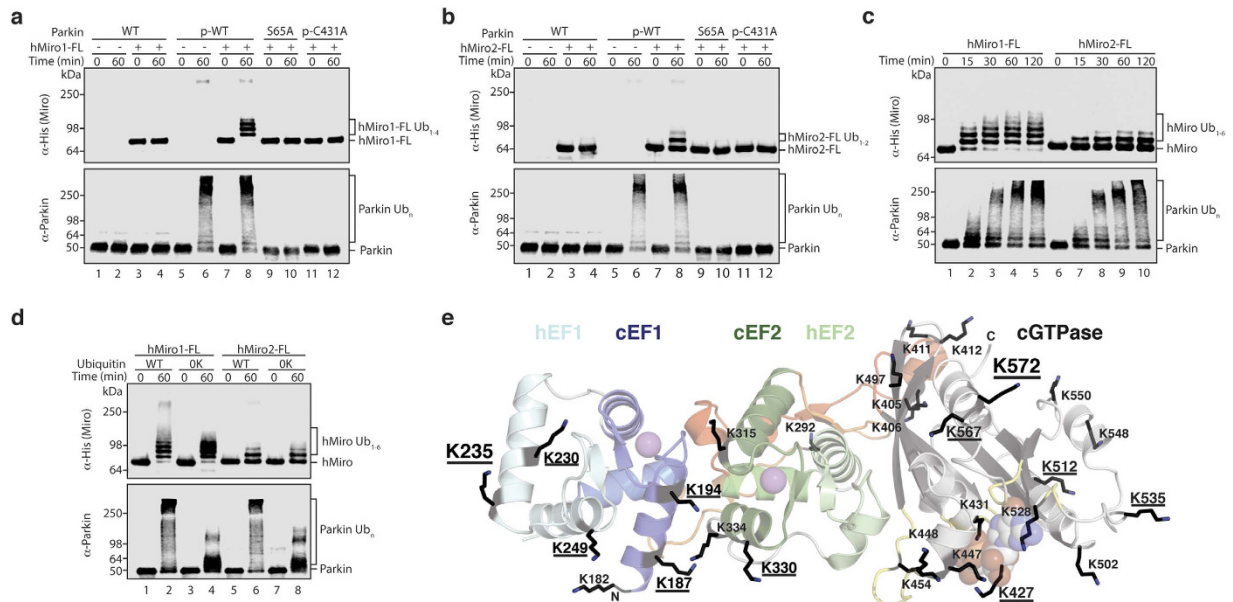 a
Parkin WT p-WT S65A p-C431A
hMiro1-FL - - + + - - + + + + + +
Time (min) 0 60 0 60 0 60 0 60 0 60 0 60
kDa
250
98
64
α-His (Miro)
hMiro1-FL Ub1-4
hMiro1-FL
250
98
64
50
α-Parkin
Parkin Ubn
Parkin
1 2 3 4 5 6 7 8 9 10 11 12
b
Parkin WT p-WT S65A p-C431A
hMiro2-FL - - + + - - + + + + + +
Time (min) 0 60 0 60 0 60 0 60 0 60 0 60
kDa
250
98
64
α-His (Miro)
hMiro2-FL Ub1-2
hMiro2-FL
250
98
64
50
α-Parkin
Parkin Ubn
Parkin
1 2 3 4 5 6 7 8 9 10 11 12
c
hMiro1-FL hMiro2-FL
Time (min) 0 15 30 60 120 0 15 30 60 120
kDa
250
98
64
α-His (Miro)
hMiro Ub1-6
hMiro
250
98
64
50
α-Parkin
Parkin Ubn
Parkin
1 2 3 4 5 6 7 8 9 10
d
hMiro1-FL hMiro2-FL
Ubiquitin WT 0K WT 0K
Time (min) 0 60 0 60 0 60 0 60
kDa
250
98
64
α-His (Miro)
hMiro Ub1-6
hMiro
250
98
64
50
α-Parkin
Parkin Ubn
Parkin
1 2 3 4 5 6 7 8
e
hEF1 cEF1 cEF2 hEF2 cGTPase
K411 K412 C
K497 K572
K405 K550
K315 K292 K406 K567 K548
K235 K230
K512
K194
K431 K528 K535
K334 K448
K249 K447 K502
K187 K330 K454 K427
K182 N